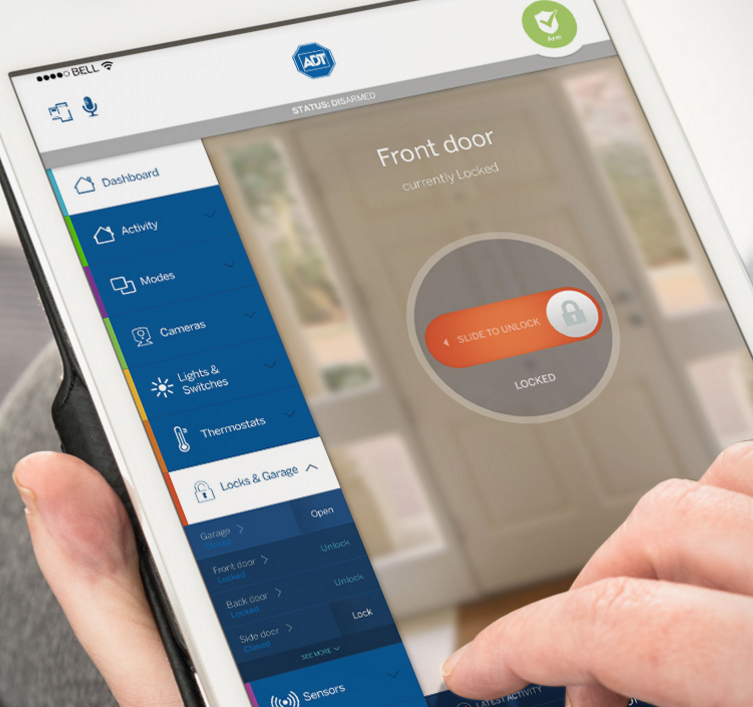 BELL
ADT
Arm
STATUS: DISARMED
Dashboard
Activity
Modes
Cameras
Lights &
Switches
Thermostats
Locks & Garage
Garage
Closed
Open
Front door
Locked
Unlock
Back door
Locked
Unlock
Side door
Closed
Lock
SEE MORE
Sensors
Front door
currently Locked
SLIDE TO UNLOCK
LOCKED
LATEST ACTIVITY